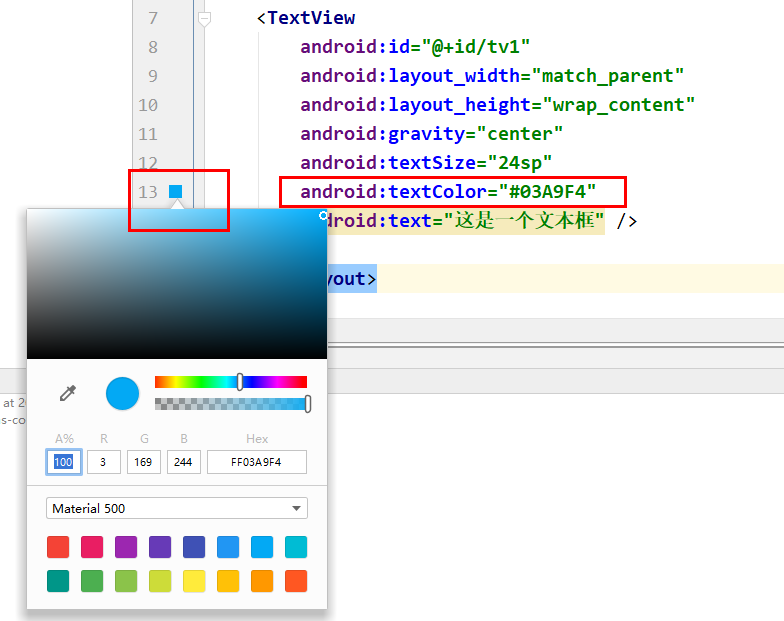 7 <TextView
8 android:id="@+id/tv1"
9 android:layout_width="match_parent"
10 android:layout_height="wrap_content"
11 android:gravity="center"
12 android:textSize="24sp"
13 android:textColor="#03A9F4"
droid:text="这是一个文本框" />
yout>
at 2
s-co
A% R G B Hex
100 3 169 244 FF03A9F4
Material 500